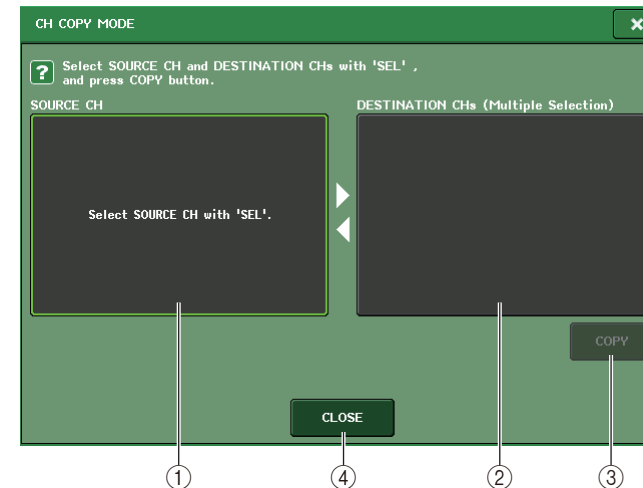 CH COPY MODE
×
? Select SOURCE CH and DESTINATION CHs with 'SEL' ,
and press COPY button.
SOURCE CH
DESTINATION CHs (Multiple Selection)
Select SOURCE CH with 'SEL'.
COPY
CLOSE
① ④ ② ③